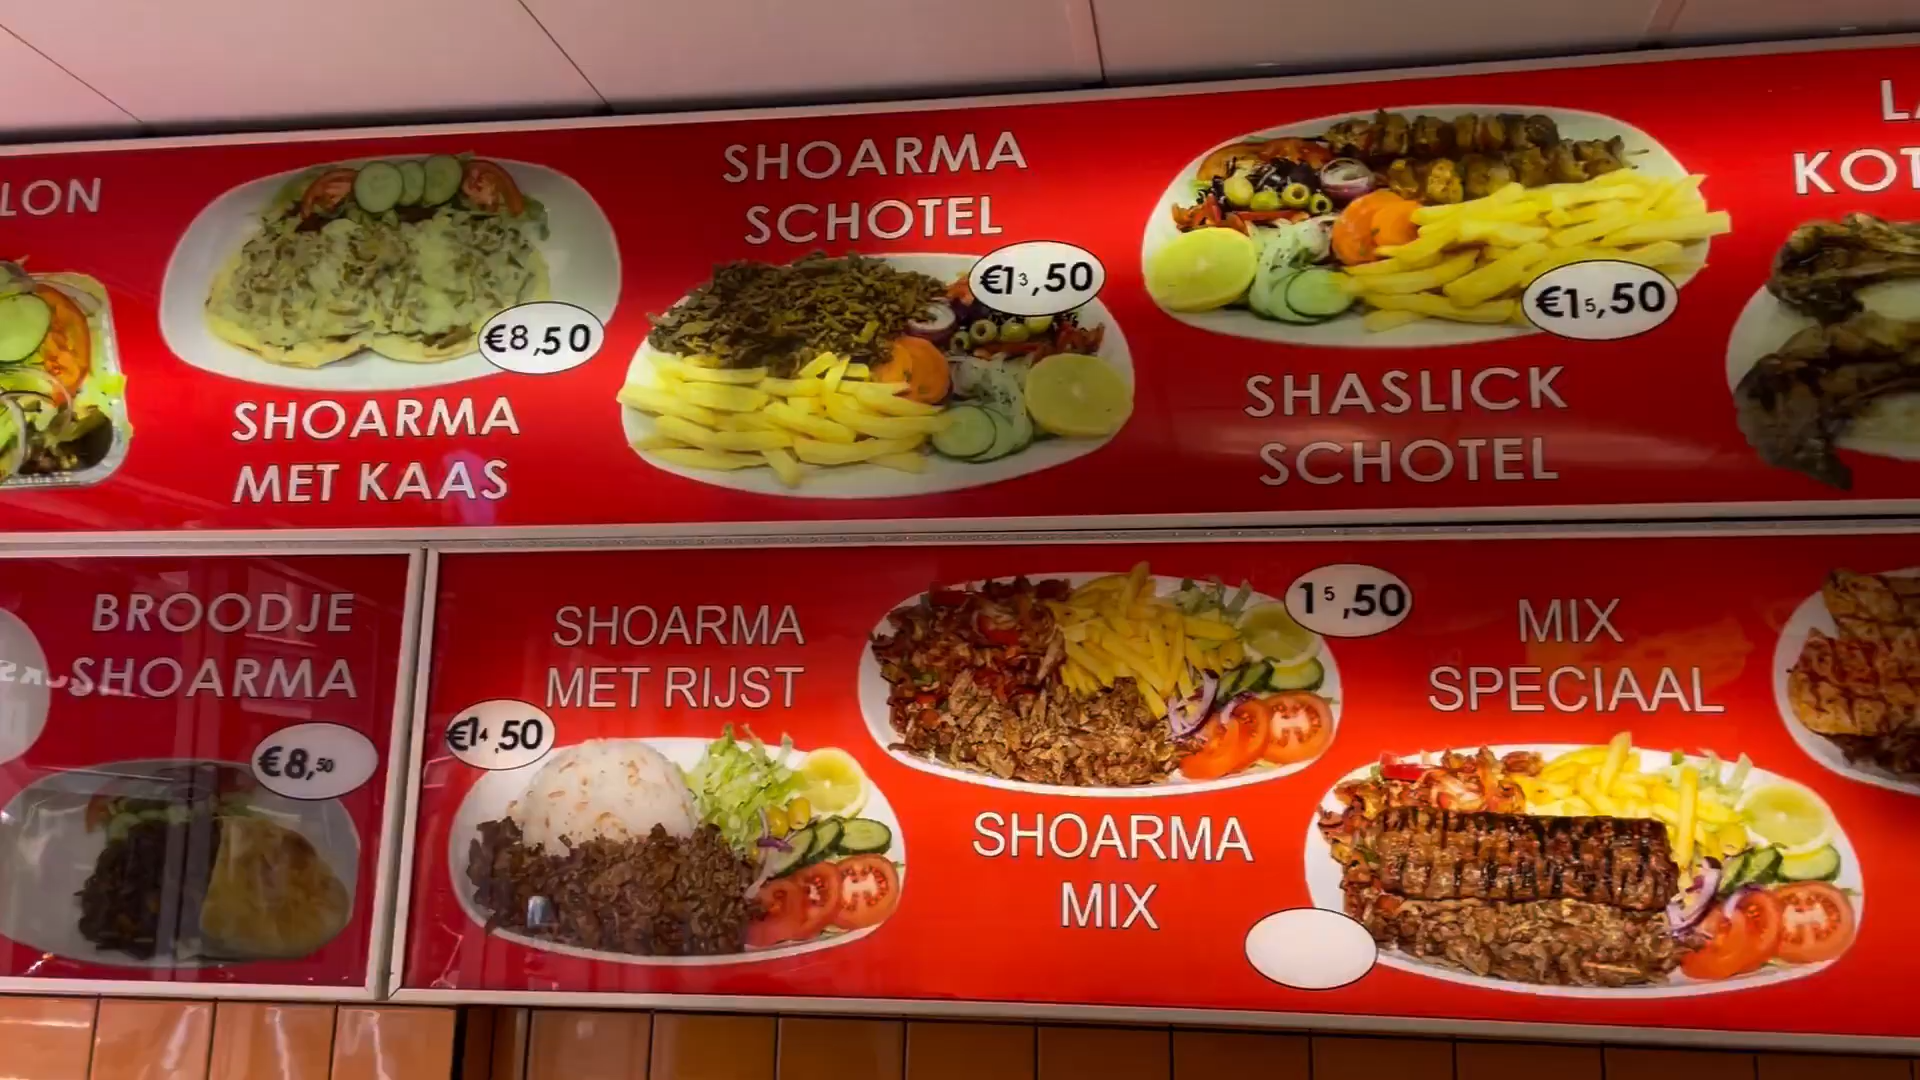 LON
SHOARMA
MET KAAS
€8,50
SHOARMA
SCHOTEL
€13,50
€15,50
SHASLICK
SCHOTEL
KOT
BROODJE
SHOARMA
€8,50
SHOARMA
MET RIJST
€14,50
15,50
SHOARMA
MIX
MIX
SPECIAAL